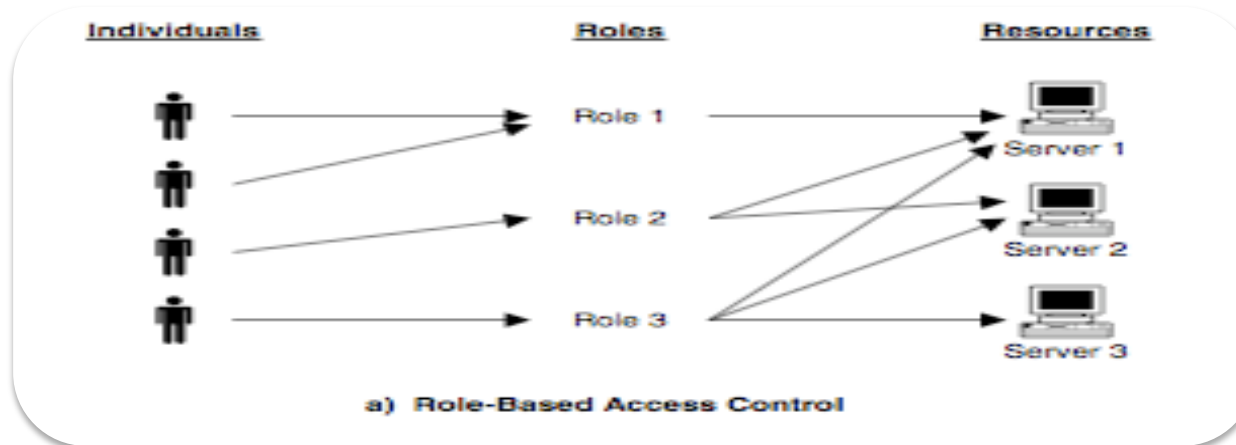 Individuals Roles Resources
Role 1
Server 1
Role 2
Server 2
Role 3
Server 3
a) Role-Based Access Control